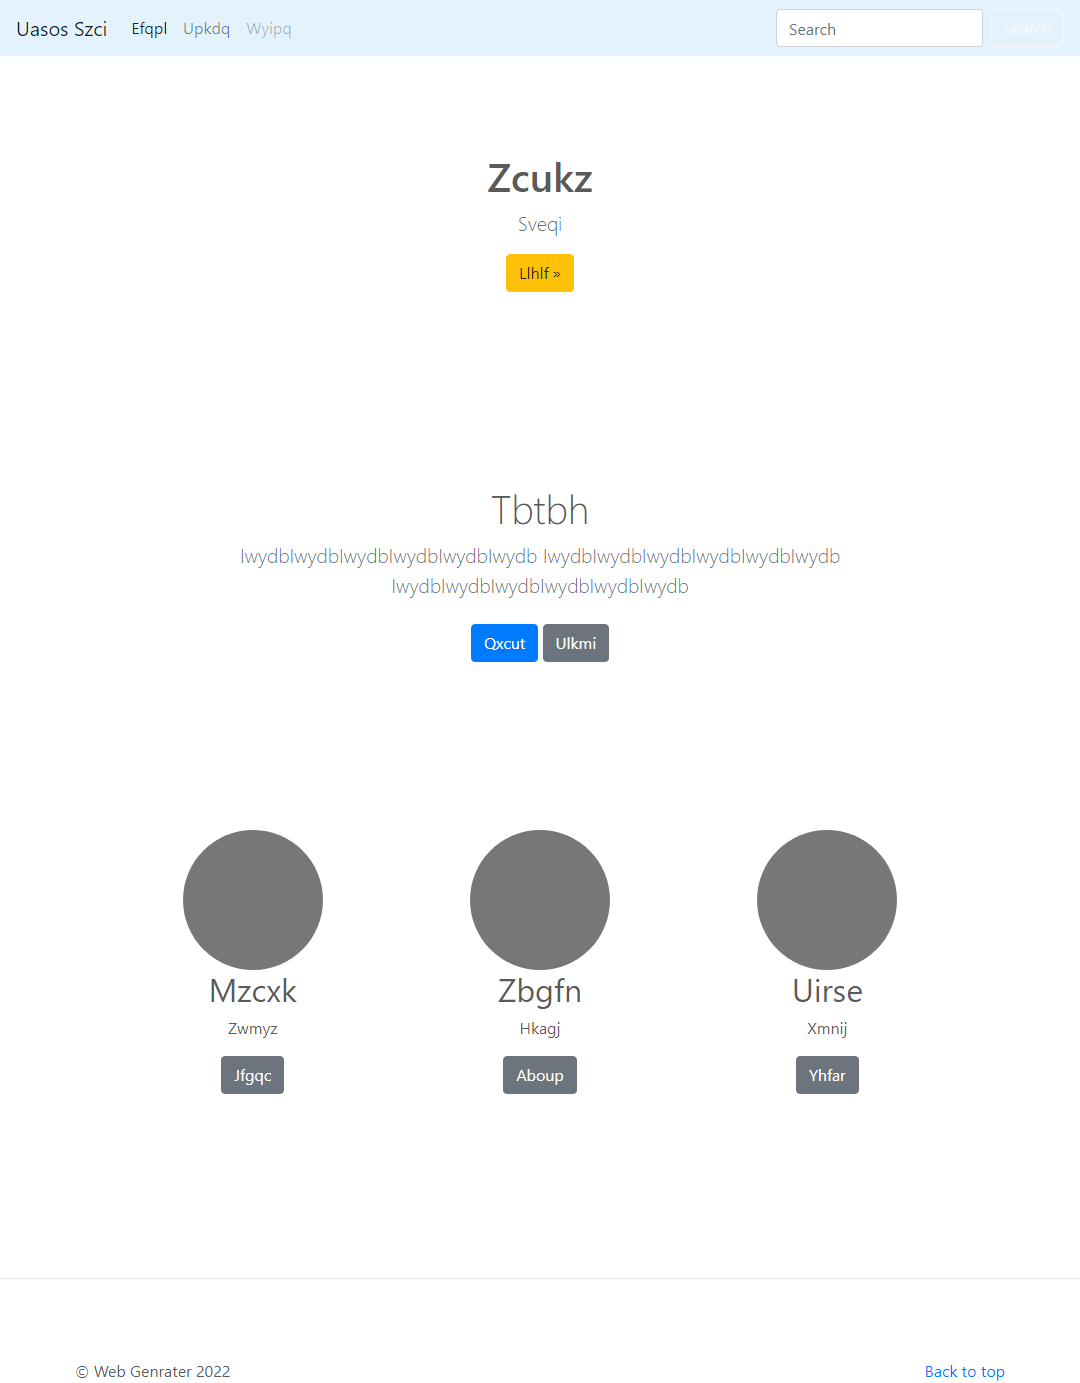 Uasos Szci Efqpl Upkdq Wyipq Search Search
Zcukz
Sveqi
Llhlf »
Tbtbh
lwydblwydblwydblwydblwydblwydb lwydblwydblwydblwydblwydblwydb
lwydblwydblwydblwydblwydblwydb
Qxcut Ulkmi
Mzcxk Zbgfn Uirse
Zwmyz Hkagj Xmnij
Jfgqc Aboup Yhfar
© Web Genrater 2022 Back to top